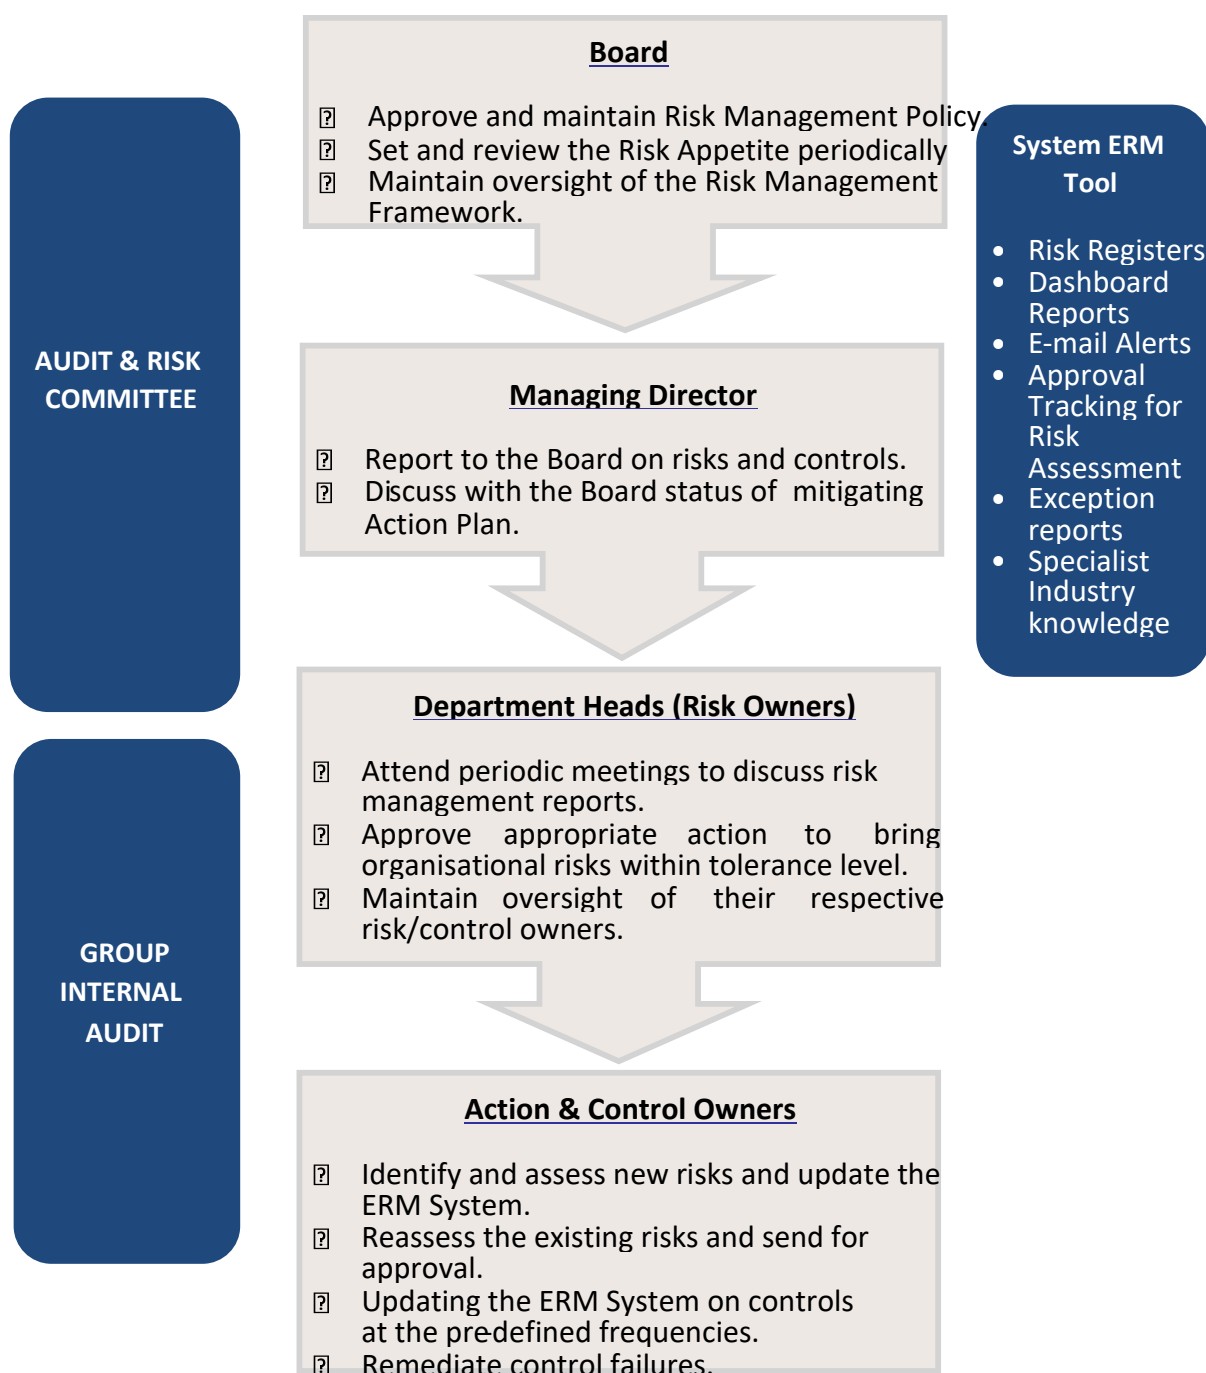 Board
Approve and maintain Risk Management Policy.
Set and review the Risk Appetite periodically
Maintain oversight of the Risk Management
Framework.
AUDIT & RISK
COMMITTEE
System ERM
Tool
• Risk Registers
• Dashboard
Reports
• E-mail Alerts
• Approval
Tracking for
Risk
Assessment
• Exception
reports
• Specialist
Industry
knowledge
Managing Director
Report to the Board on risks and controls.
Discuss with the Board status of mitigating
Action Plan.
Department Heads (Risk Owners)
Attend periodic meetings to discuss risk
management reports.
Approve appropriate action to bring
organisational risks within tolerance level.
Maintain oversight of their respective
risk/control owners.
GROUP
INTERNAL
AUDIT
Action & Control Owners
Identify and assess new risks and update the
ERM System.
Reassess the existing risks and send for
approval.
Updating the ERM System on controls
at the pre-defined frequencies.
Remediate control failures.